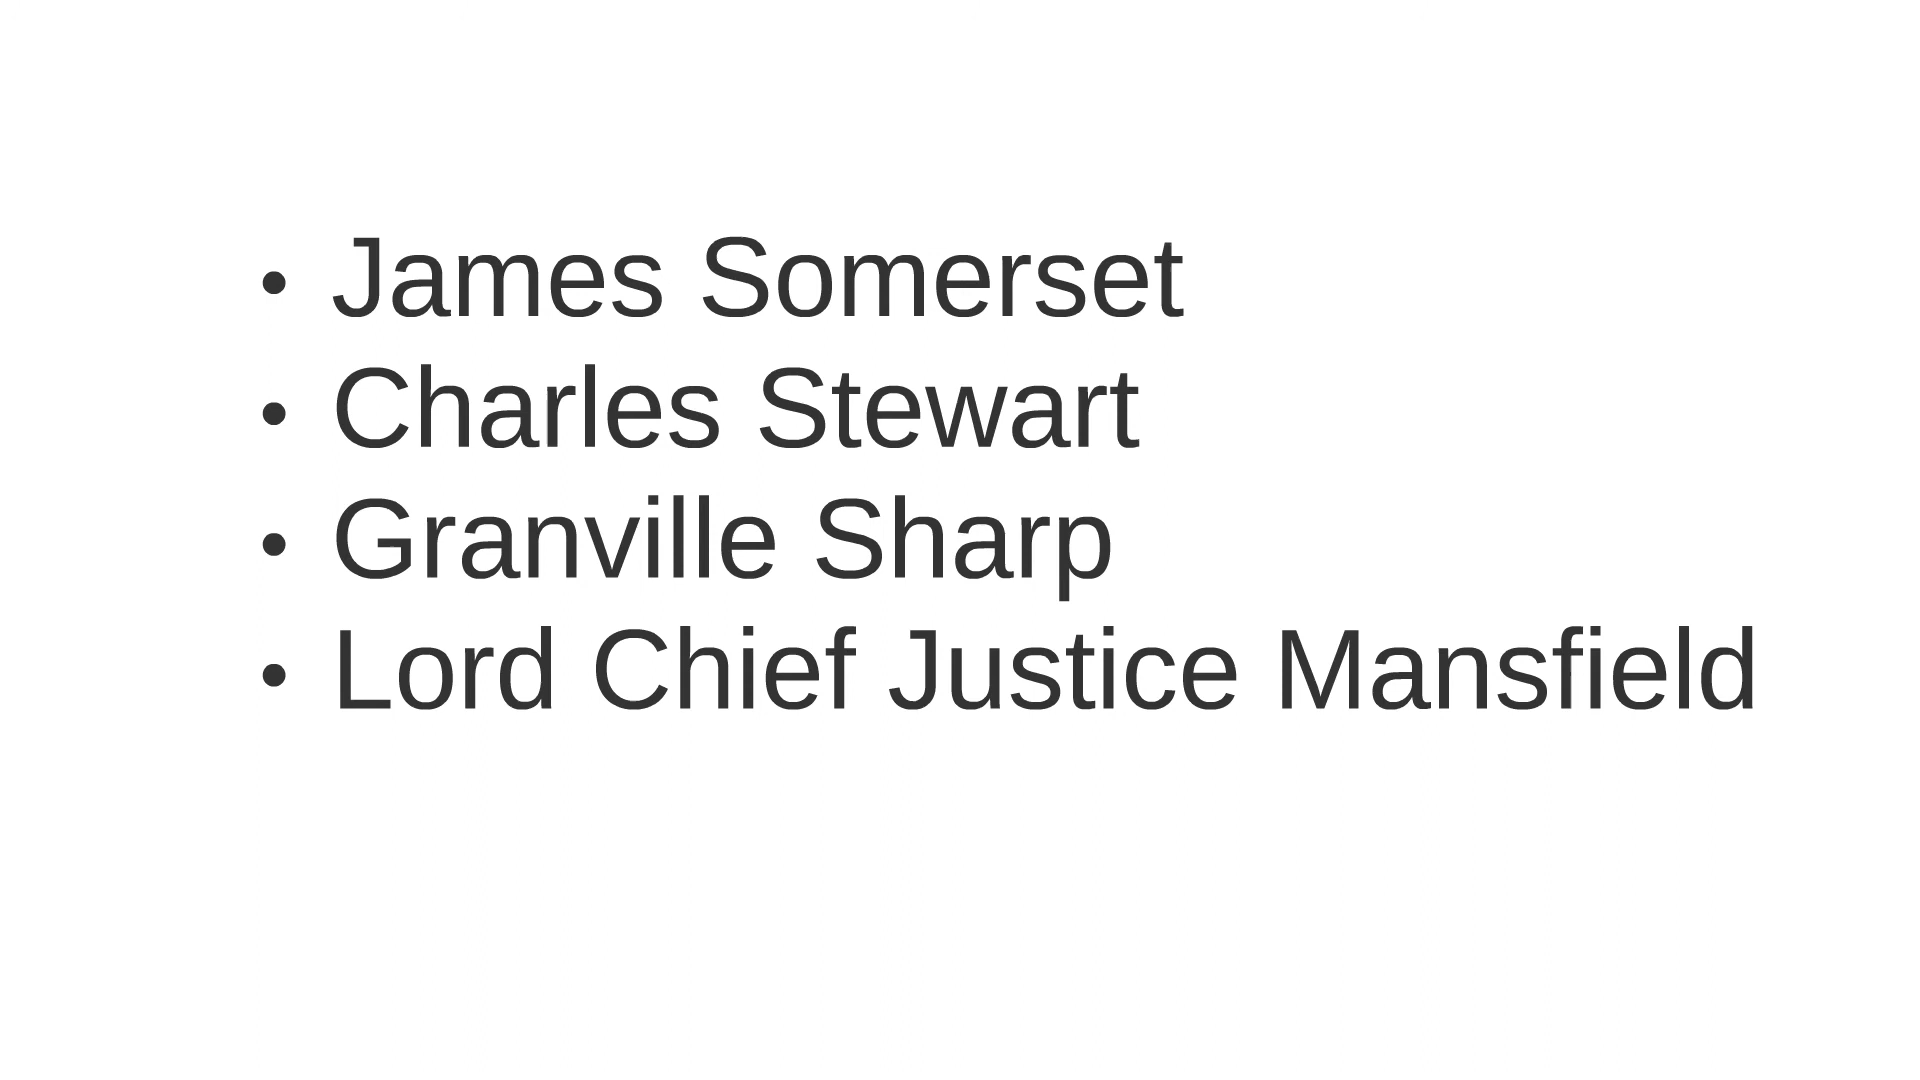 • James Somerset
• Charles Stewart
• Granville Sharp
• Lord Chief Justice Mansfield